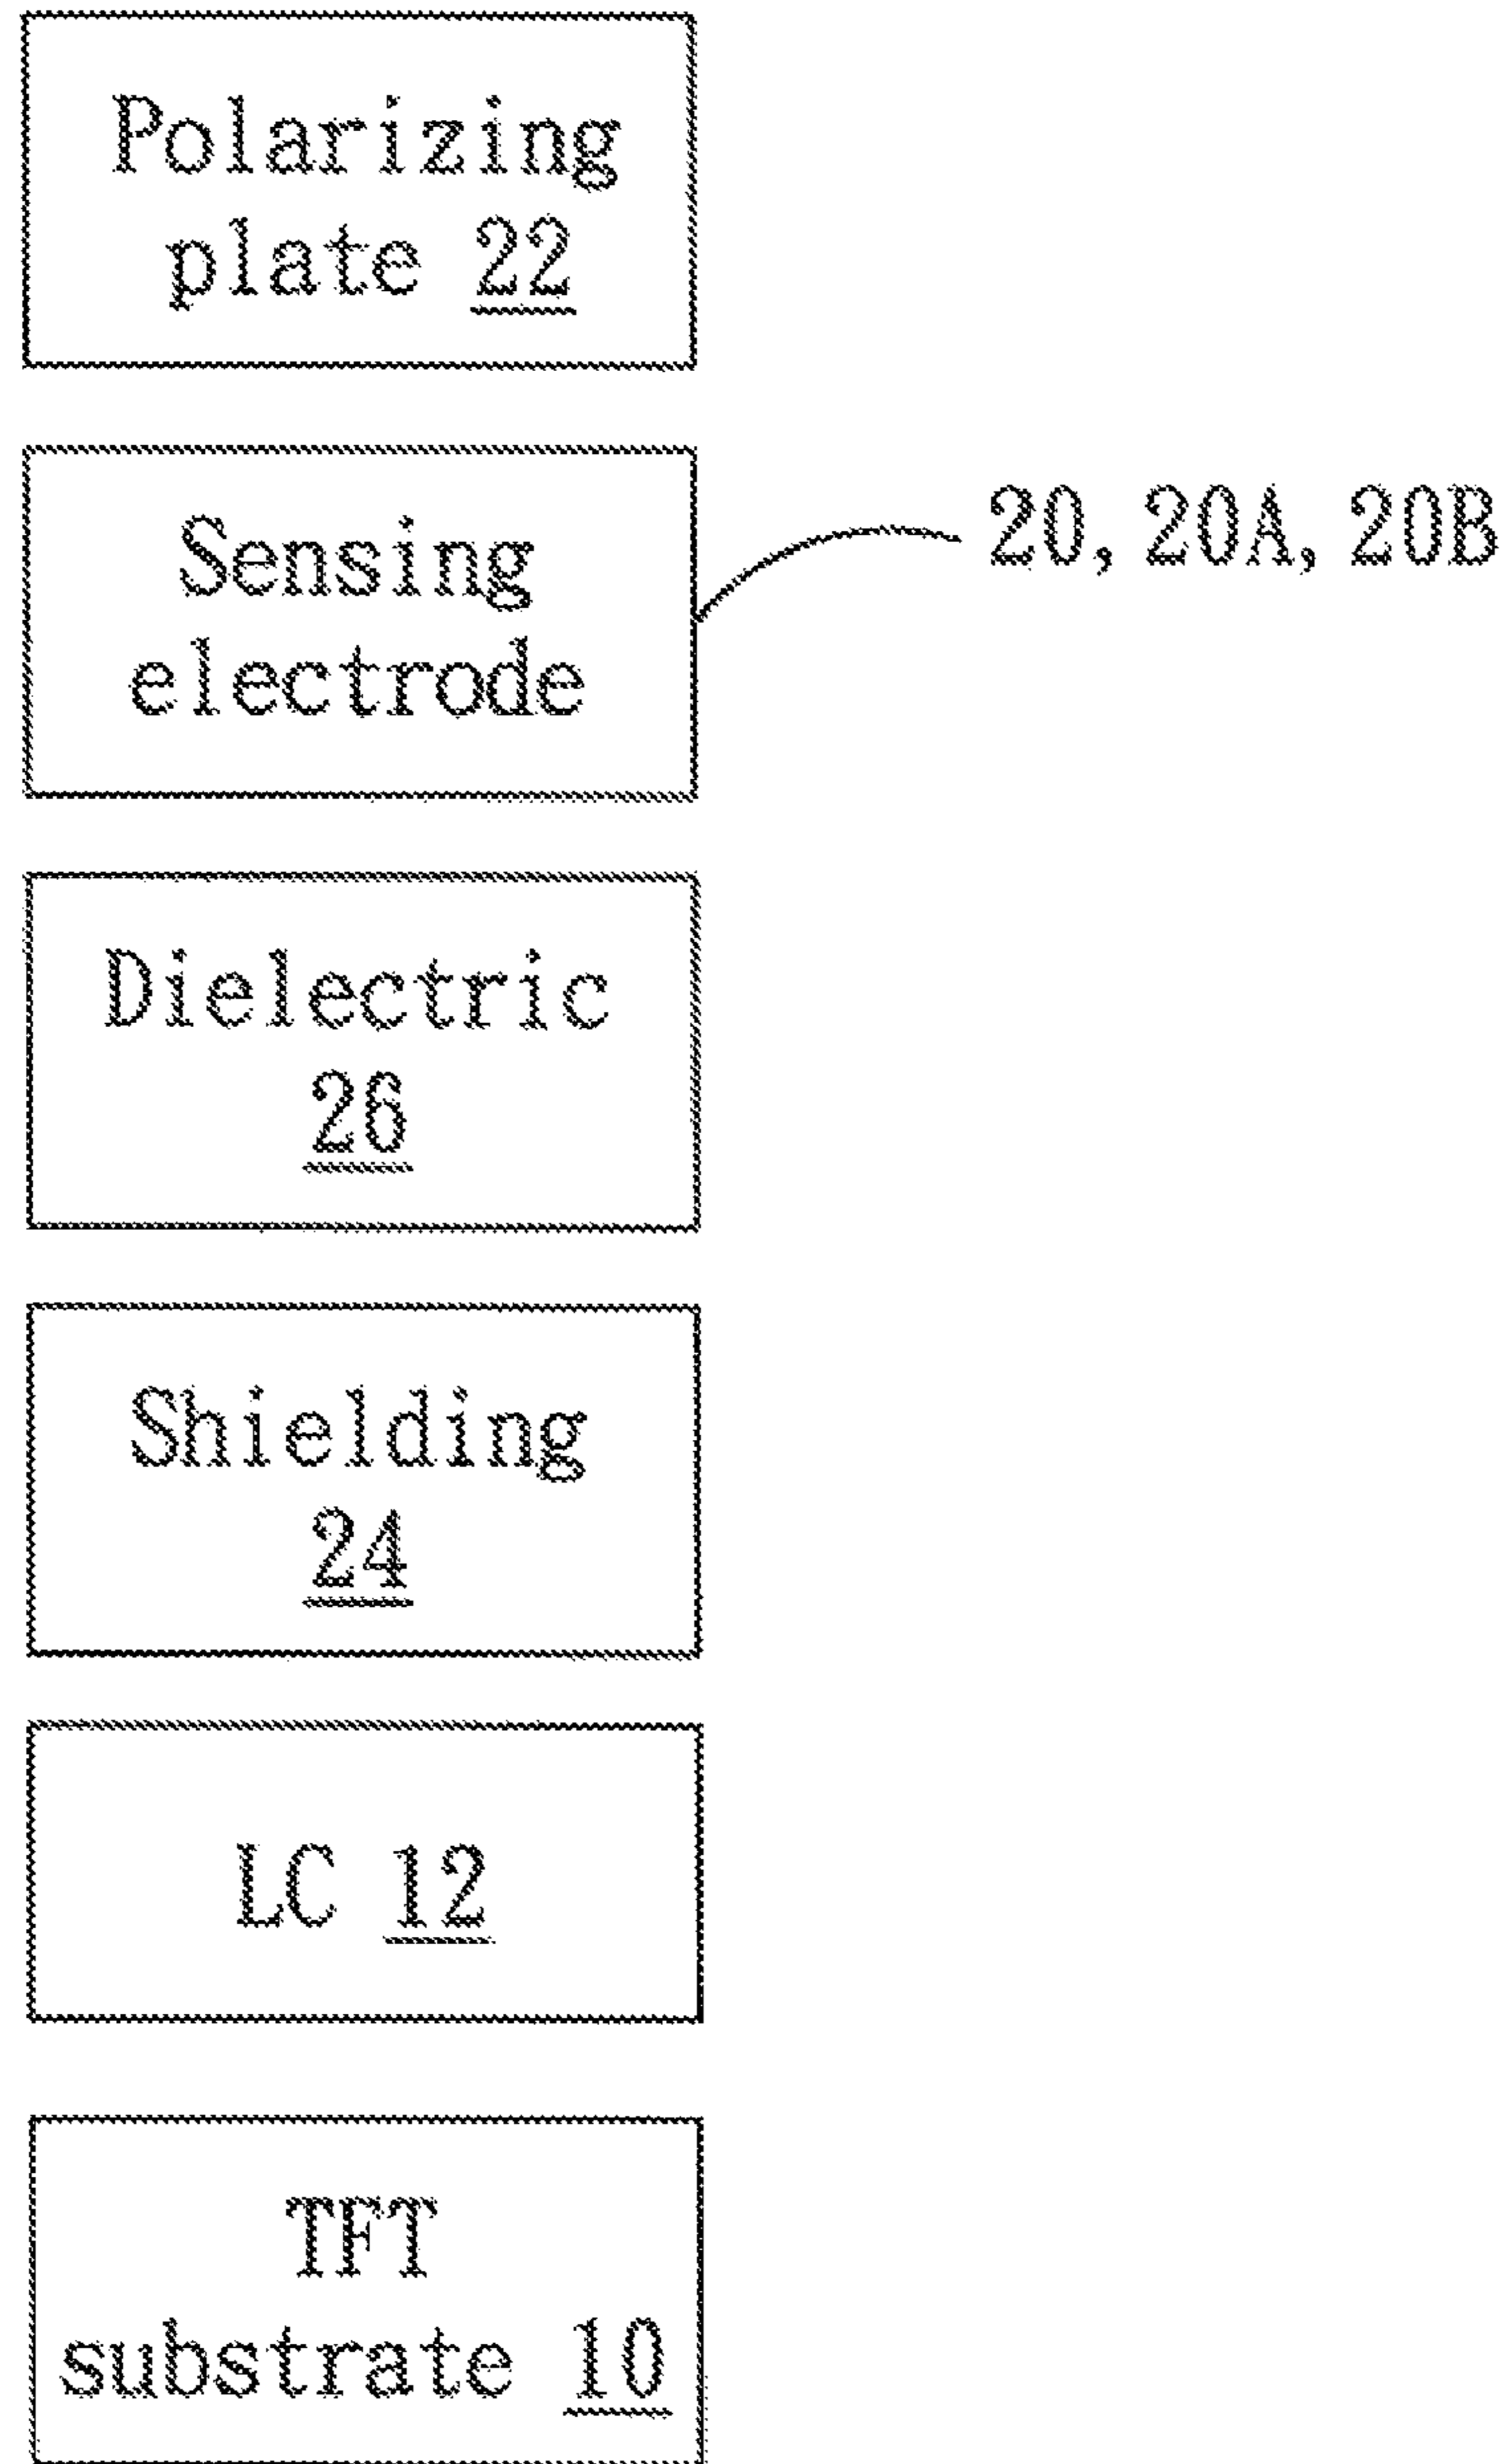 Polarizing
plate 22
Sensing
electrode
20, 20A, 20B
Dielectric
26
Shielding
24
LC 12
TFT
substrate 10